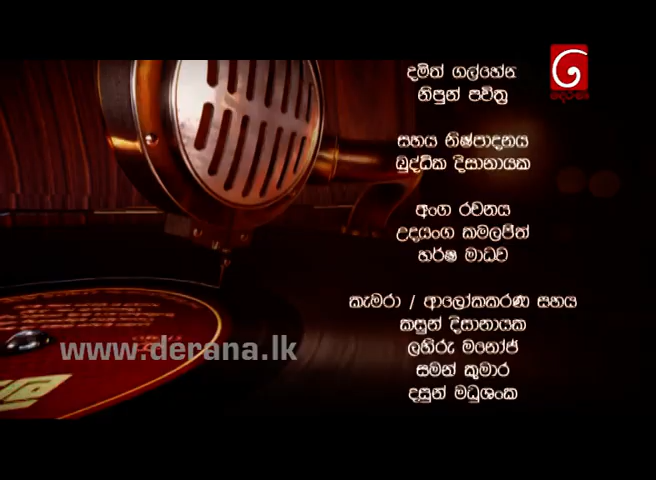 දමිත් ගල්හේන
නිපුන් පවිත්‍ර
සහය නිෂ්පාදනය
බුද්ධික දිසානායක
අංග රචනය
උදයංග කමලජිත්
හර්ෂ මාධව
කැමරා / ආලෝකකරණ සහය
කසුන් දිසානායක
ලහිරු මනෝජ්
සමන් කුමාර
දසුන් මධුශංක
www.derana.lk